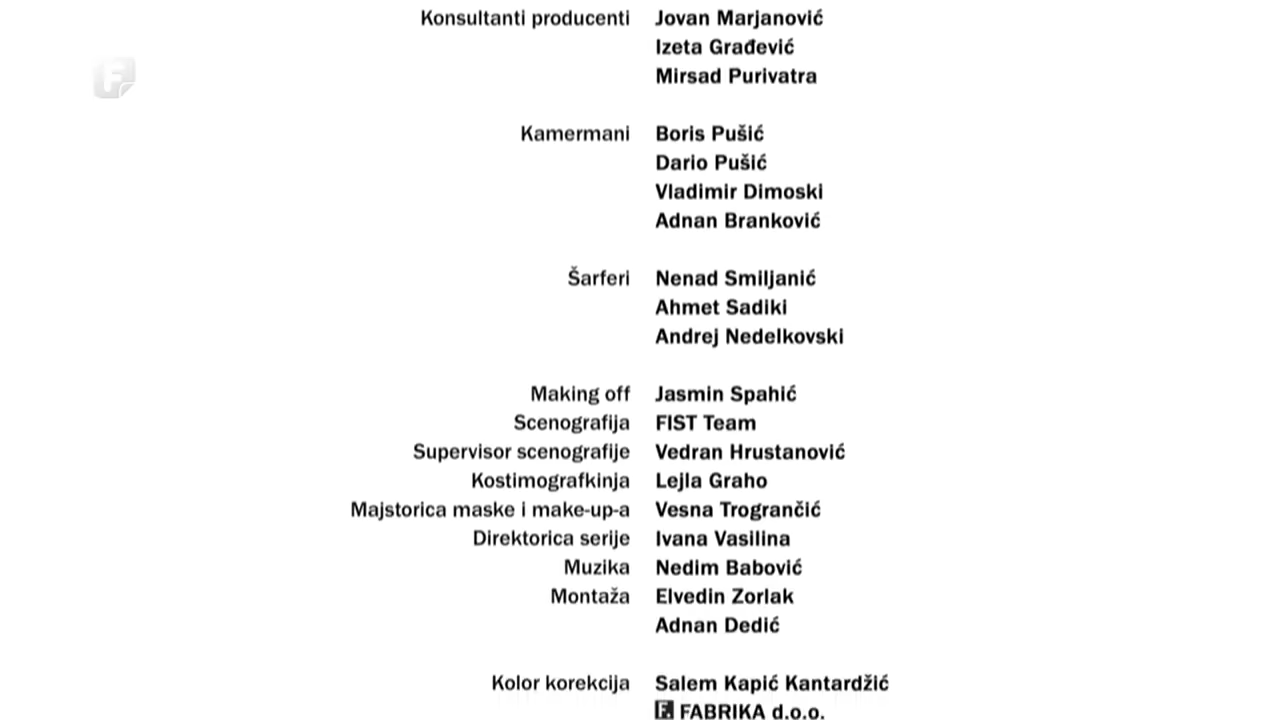 Konsultanti producenti Jovan Marjanović
Izeta Građević
Mirsad Purivatra
F
Kamermani Boris Pušić
Dario Pušić
Vladimir Dimoski
Adnan Branković
Šarferi Nenad Smiljanić
Ahmet Sadiki
Andrej Nedelkovski
Making off Jasmin Spahić
Scenografija FIST Team
Supervisor scenografije Vedran Hrustanović
Kostimografkinja Lejla Graho
Majstorica maske i make-up-a Vesna Trogrančić
Direktorica serije Ivana Vasilina
Muzika Nedim Babović
Montaža Elvedin Zorlak
Adnan Dedić
Kolor korekcija Salem Kapić Kantardžić
F. FABRIKA d.o.o.